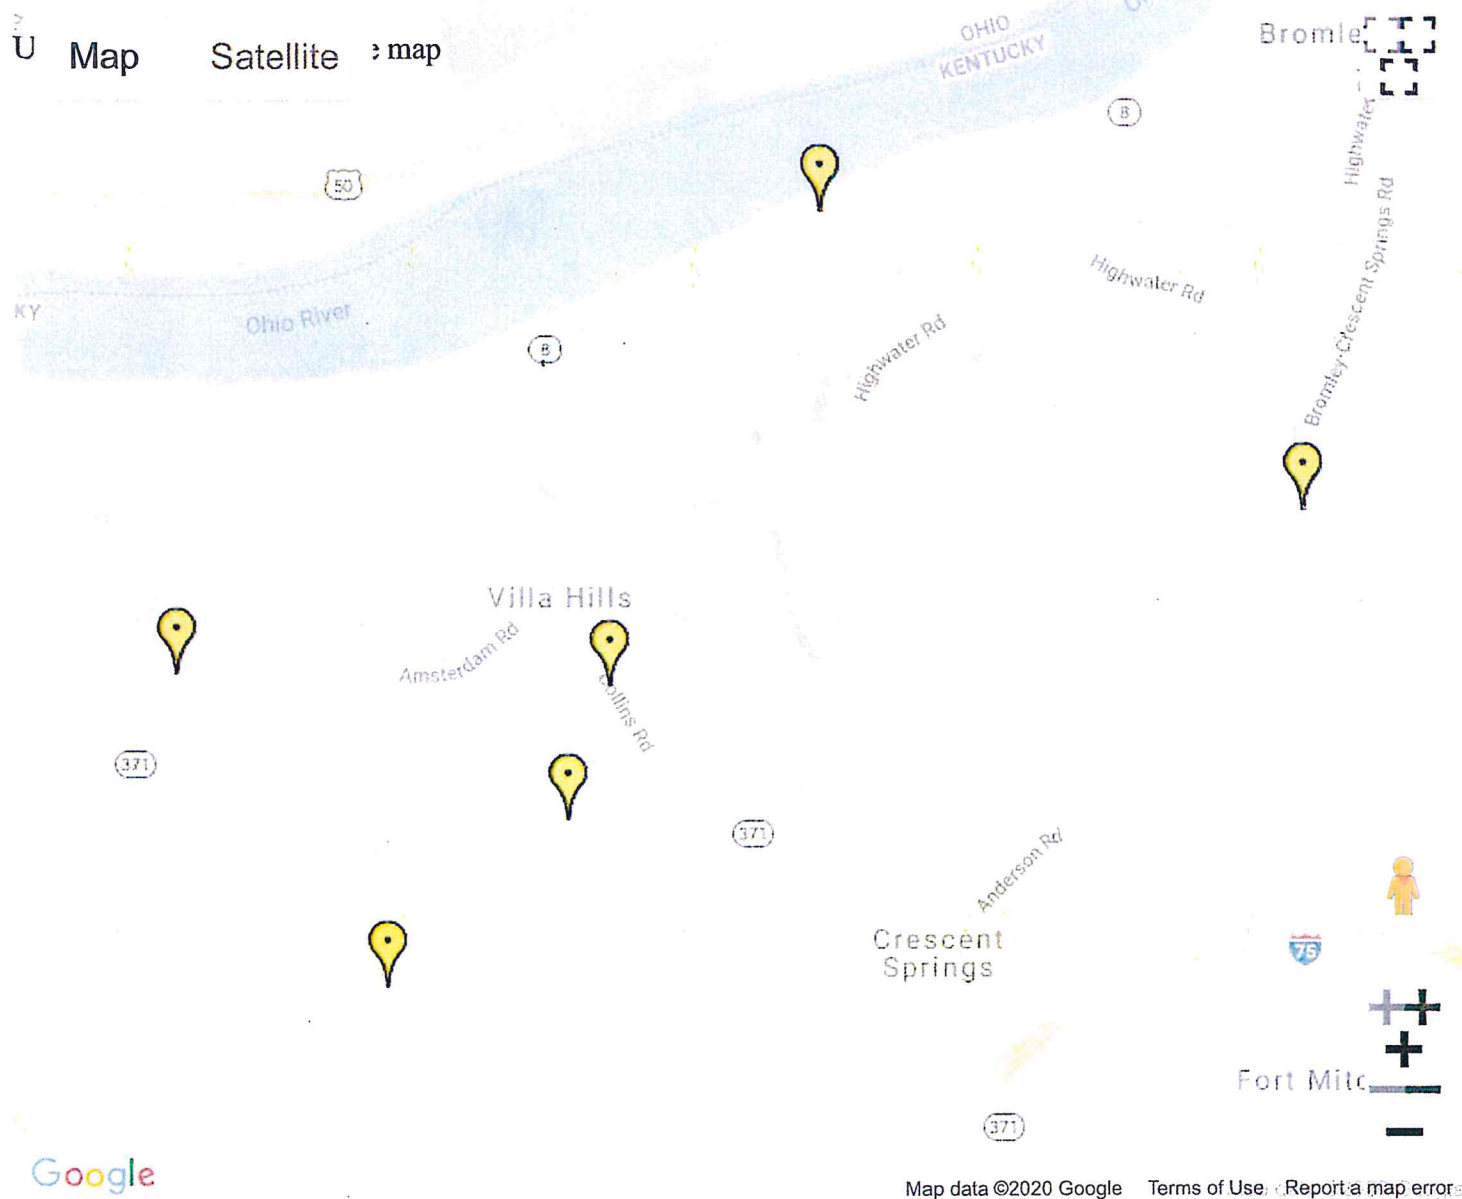 U Map Satellite e map
OHIO
KENTUCKY
Bromle
8
50
Highwater
Bromley-Crescent Springs Rd
Highwater Rd
KY
Ohio River
8
Highwater Rd
Villa Hills
Amsterdam Rd
Collins Rd
371
371
Anderson Rd
Crescent
Springs
75
Fort Mitc
371
Google
Map data ©2020 Google Terms of Use Report a map error